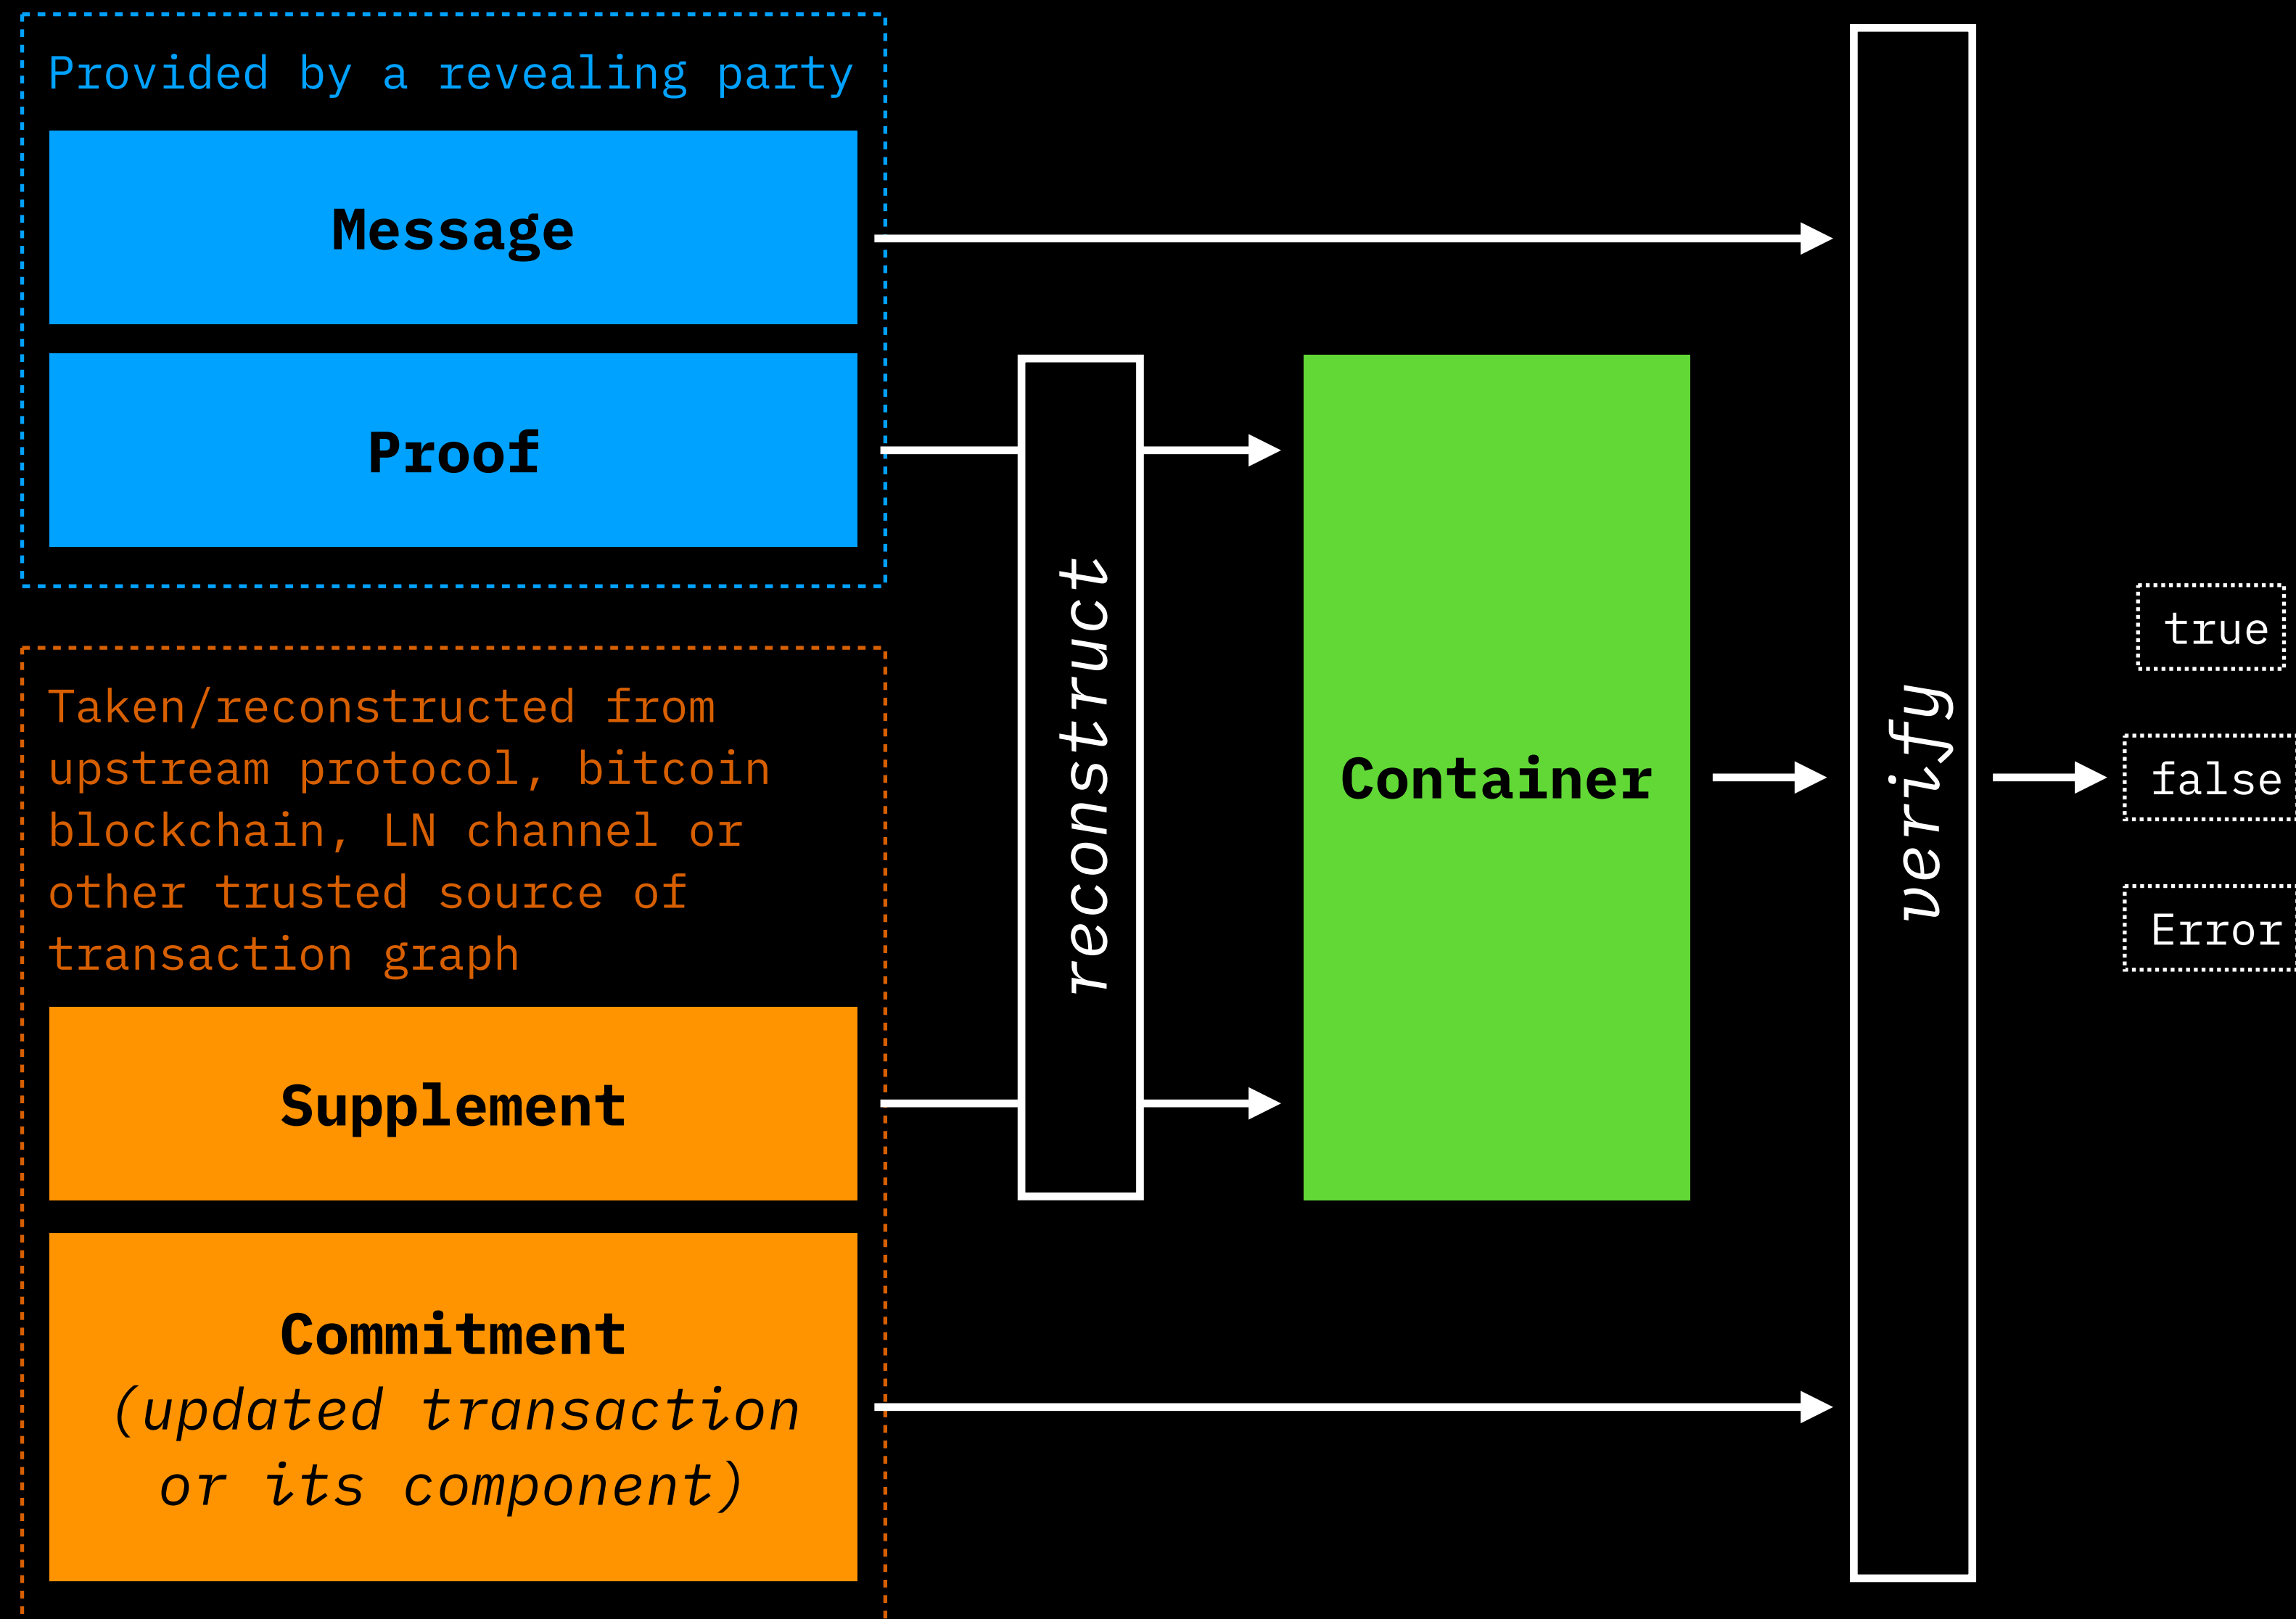 Provided by a revealing party
Message
Proof
Taken/reconstructed from
upstream protocol, bitcoin
blockchain, LN channel or
other trusted source of
transaction graph
Supplement
Commitment
(updated transaction
or its component)
reconstruct
Container
verify
true
false
Error